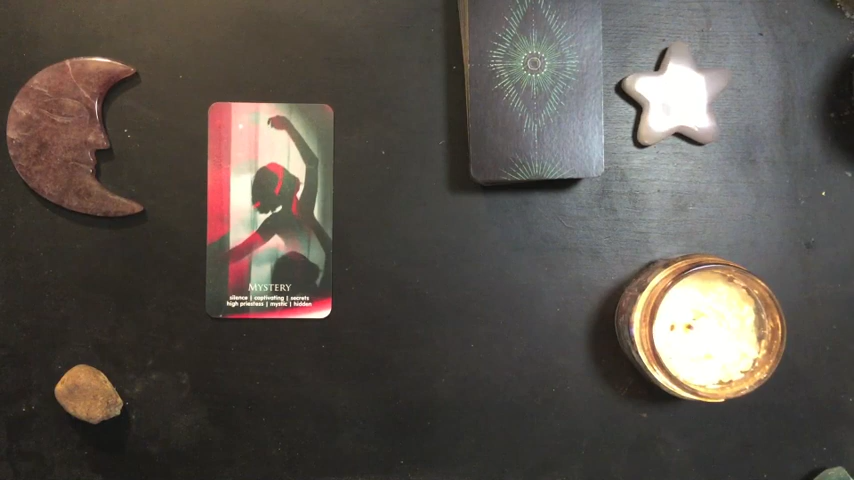 MYSTERY
silence | captivating | secrets
high priestess | mystic | hidden